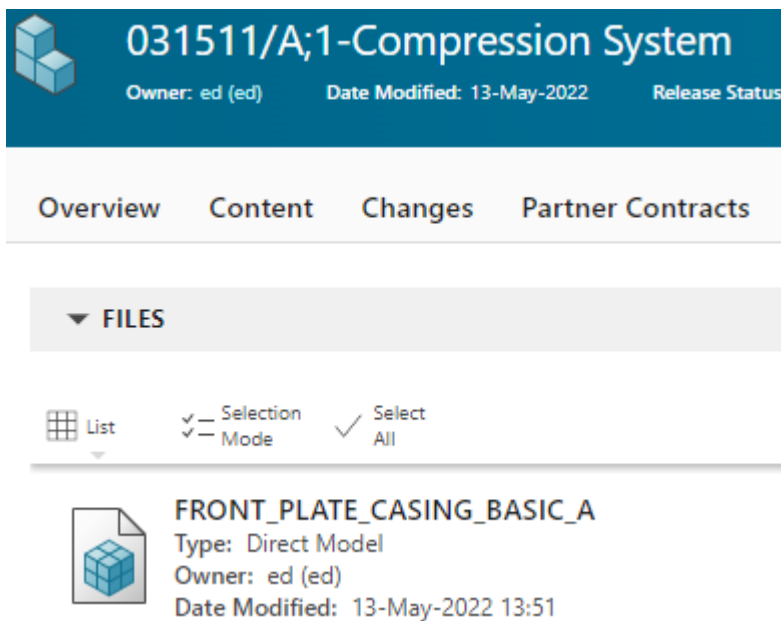 031511/A;1-Compression System
Owner: ed (ed) Date Modified: 13-May-2022 Release Status
Overview Content Changes Partner Contracts
FILES
List Selection Mode Select All
FRONT_PLATE_CASING_BASIC_A
Type: Direct Model
Owner: ed (ed)
Date Modified: 13-May-2022 13:51